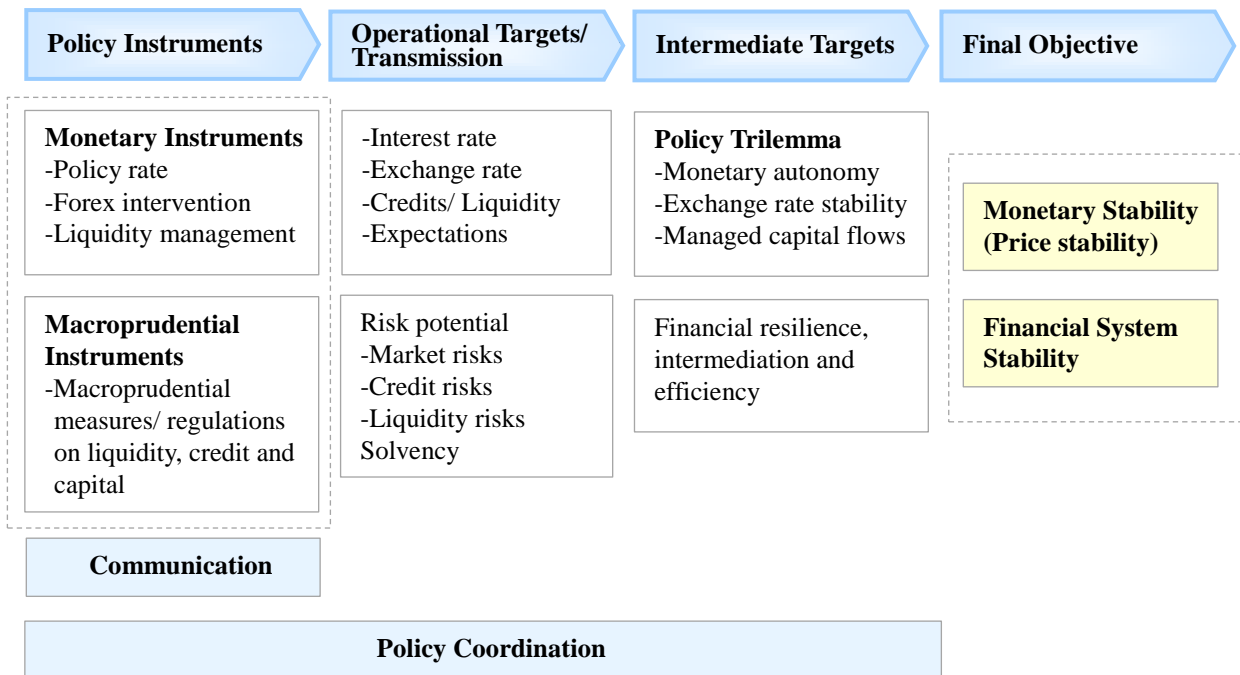 Policy Instruments
Operational Targets/
Transmission
Intermediate Targets
Final Objective
Monetary Instruments
-Policy rate
-Forex intervention
-Liquidity management
-Interest rate
-Exchange rate
-Credits/ Liquidity
-Expectations
Policy Trilemma
-Monetary autonomy
-Exchange rate stability
-Managed capital flows
Monetary Stability
(Price stability)
Macroprudential
Instruments
-Macroprudential
measures/ regulations
on liquidity, credit and
capital
Risk potential
-Market risks
-Credit risks
-Liquidity risks
Solvency
Financial resilience,
intermediation and
efficiency
Financial System
Stability
Communication
Policy Coordination